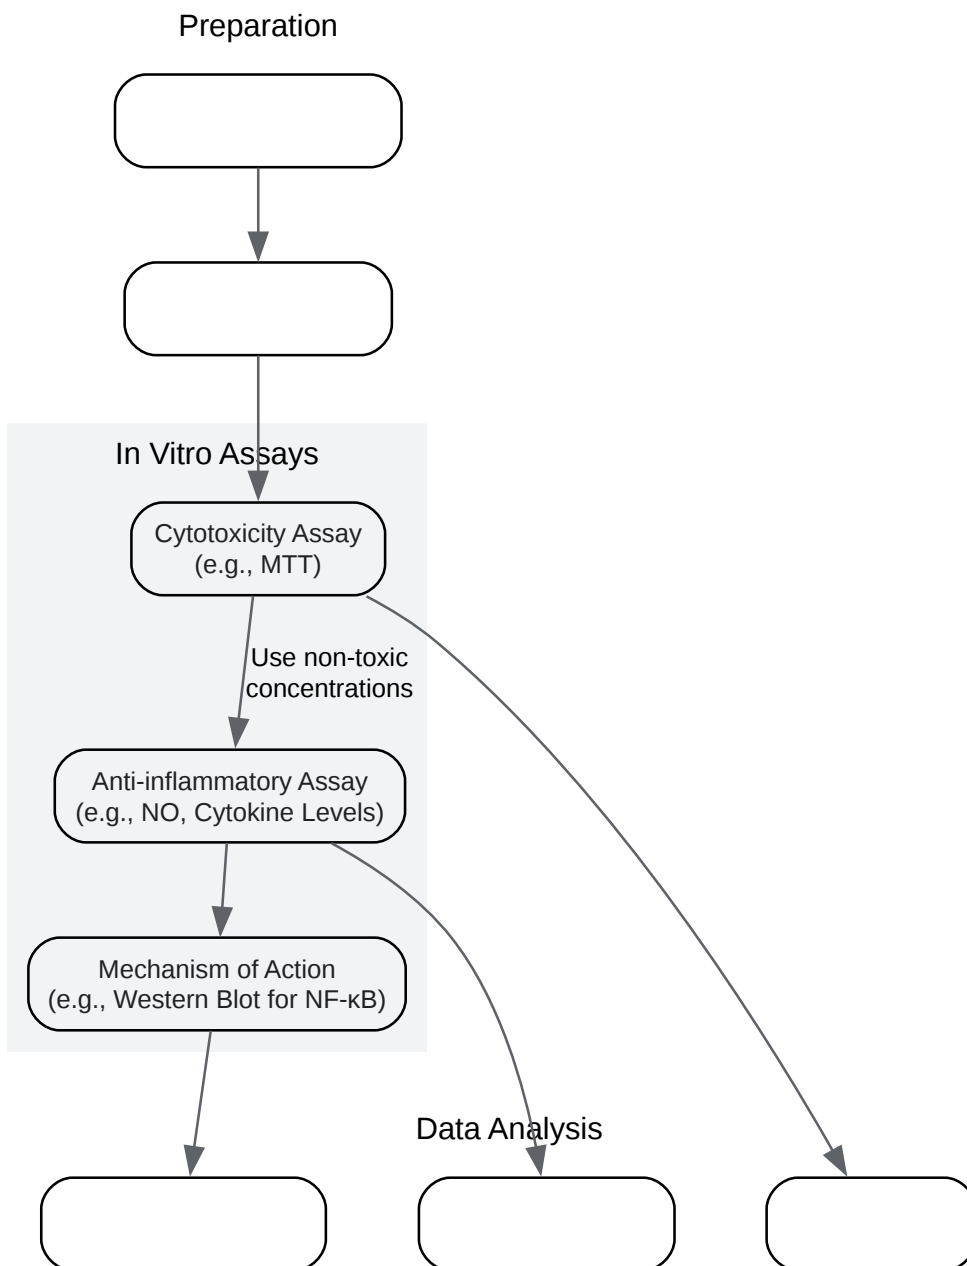 Preparation
In Vitro Assays
Cytotoxicity Assay
(e.g., MTT)
Use non-toxic
concentrations
Anti-inflammatory Assay
(e.g., NO, Cytokine Levels)
Mechanism of Action
(e.g., Western Blot for NF-κB)
Data Analysis